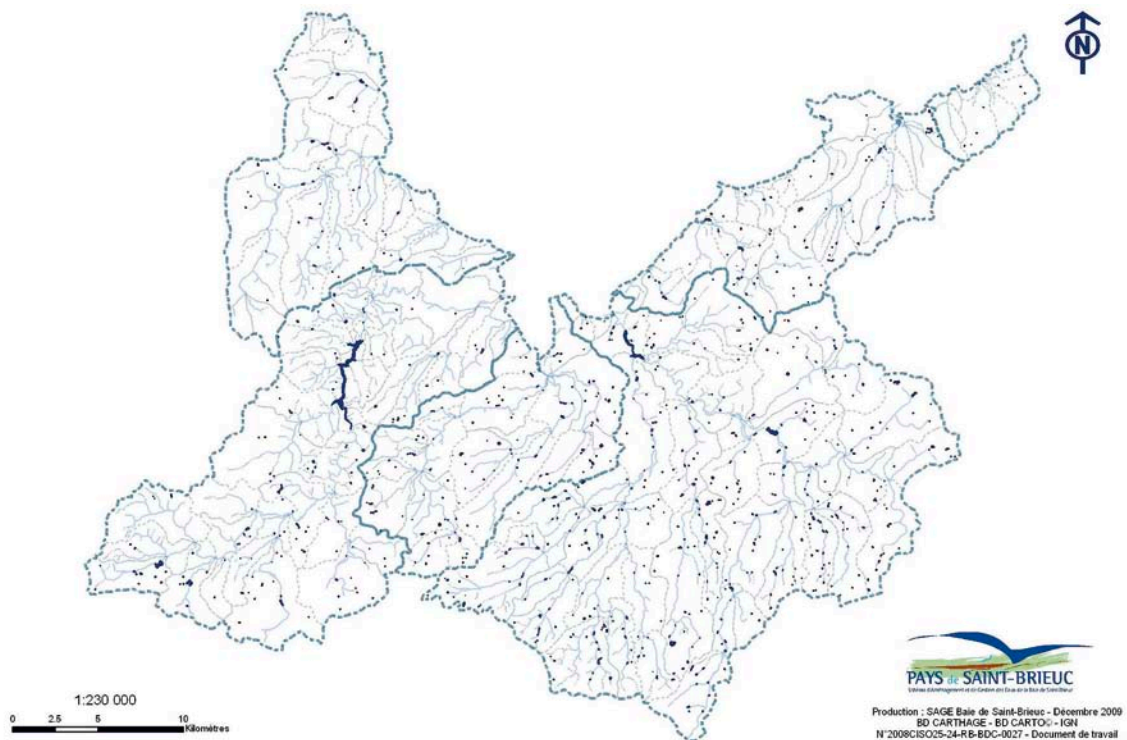 N
1:230 000
0 2.5 5 10
Kilomètres
PAYS de SAINT-BRIEUC
Production : SAGE Baie de Saint-Brieuc - Décembre 2009
BD CARTHAGE - BD CARTO© - IGN
N°2008CISO25-24-RB-BDC-0027 - Document de travail